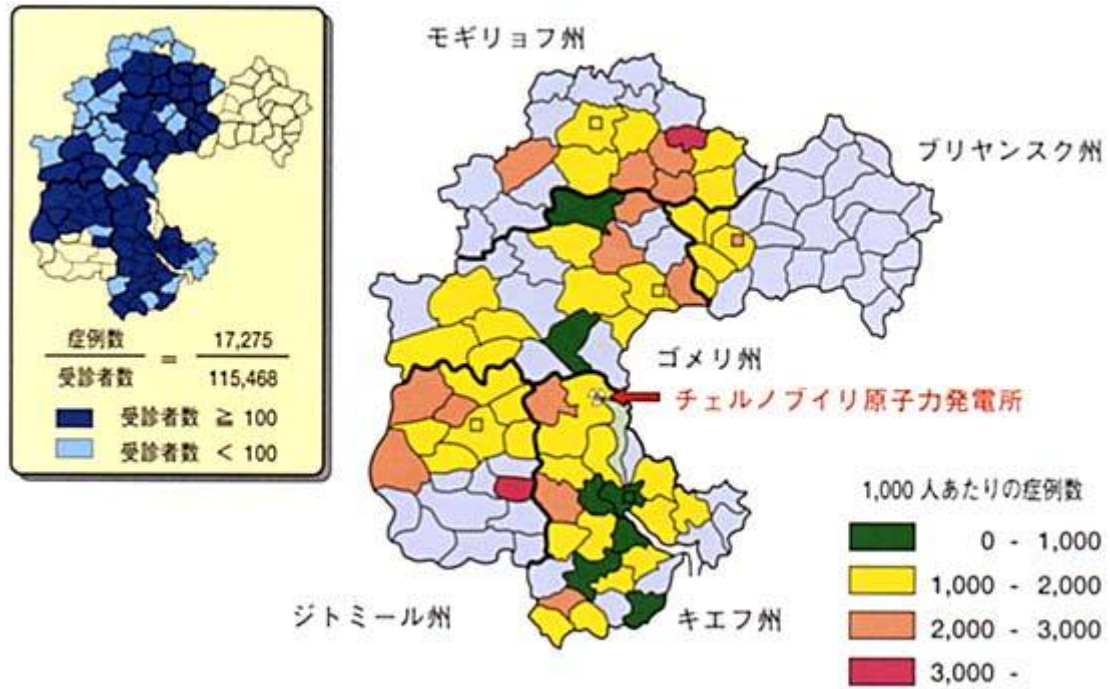 モギリョフ州
ブリヤンスク州
症例数 = 17,275
受診者数 115,468
受診者数 ≧ 100
受診者数 < 100
ゴメリ州
チェルノブイリ原子力発電所
ジトミール州
キエフ州
1,000 人あたりの症例数
0 - 1,000
1,000 - 2,000
2,000 - 3,000
3,000 -